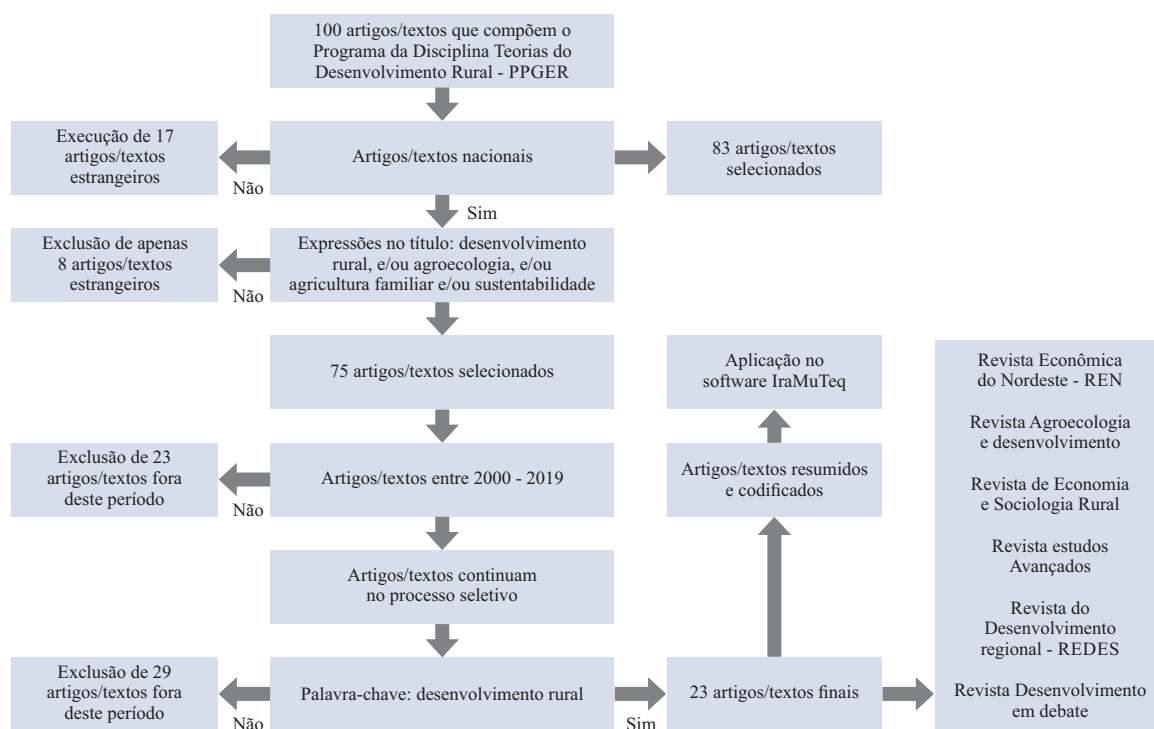 100 artigos/textos que compõem o
Programa da Disciplina Teorias do
Desenvolvimento Rural - PPGER
Execução de 17
artigos/textos
estrangeiros
Não
Artigos/textos nacionais
83 artigos/textos
selecionados
Sim
Exclusão de apenas
8 artigos/textos
estrangeiros
Não
Expressões no título: desenvolvimento
rural, e/ou agroecologia, e/ou
agricultura familiar e/ou sustentabilidade
75 artigos/textos selecionados
Exclusão de 23
artigos/textos fora
deste período
Não
Artigos/textos entre 2000 - 2019
Artigos/textos continuam
no processo seletivo
Exclusão de 29
artigos/textos fora
deste período
Não
Palavra-chave: desenvolvimento rural
Sim
23 artigos/textos finais
Artigos/textos resumidos
e codificados
Aplicação no
software IraMuTeq
Revista Econômica
do Nordeste - REN
Revista Agroecologia
e desenvolvimento
Revista de Economia
e Sociologia Rural
Revista estudos
Avançados
Revista do
Desenvolvimento
regional - REDES
Revista Desenvolvimento
em debate